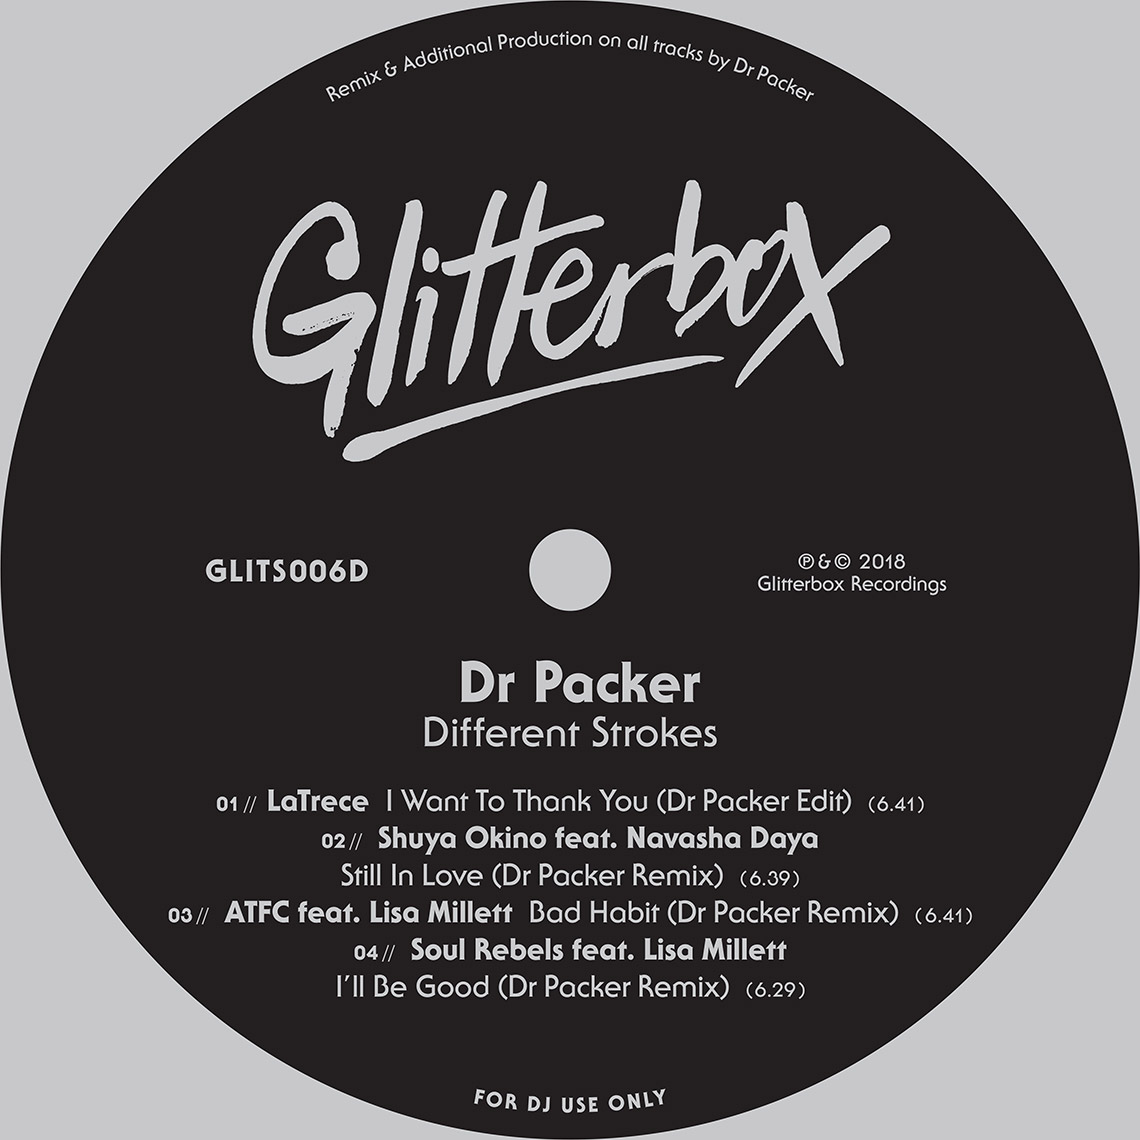 Remix & Additional Production on all tracks by Dr Packer
Glitterbox
GLITS006D
℗ & © 2018
Glitterbox Recordings
Dr Packer
Different Strokes
01// LaTrece I Want To Thank You (Dr Packer Edit) (6.41)
02// Shuya Okino feat. Navasha Daya
Still In Love (Dr Packer Remix) (6.39)
03// ATFC feat. Lisa Millett Bad Habit (Dr Packer Remix) (6.41)
04// Soul Rebels feat. Lisa Millett
I'll Be Good (Dr Packer Remix) (6.29)
FOR DJ USE ONLY